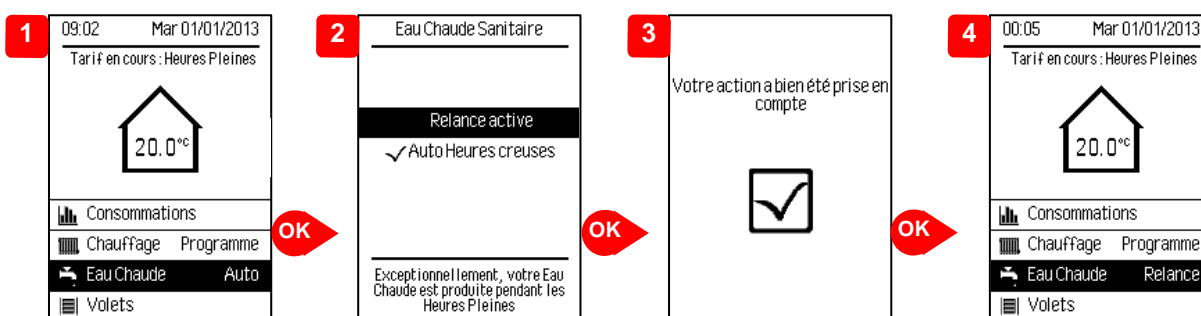 1
09:02 Mar 01/01/2013
Tarif en cours : Heures Pleines
20.0°C
Consommations
Chauffage Programme
Eau Chaude Auto
Volets
OK
2
Eau Chaude Sanitaire
Relance active
Auto Heures creuses
Exceptionnellement, votre Eau
Chaude est produite pendant les
Heures Pleines
OK
3
Votre action a bien été prise en
compte
OK
4
00:05 Mar 01/01/2013
Tarif en cours : Heures Pleines
20.0°C
Consommations
Chauffage Programme
Eau Chaude Relance
Volets